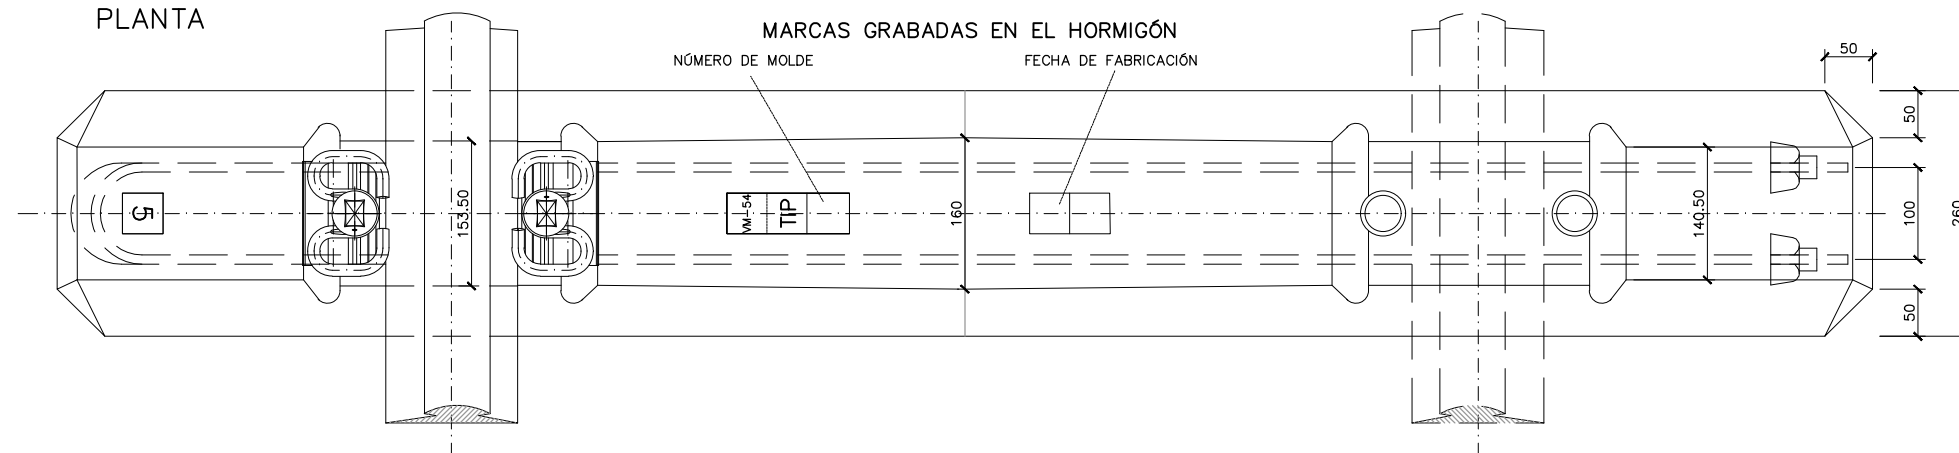 PLANTA
MARCAS GRABADAS EN EL HORMIGÓN
NÚMERO DE MOLDE
FECHA DE FABRICACIÓN
50
50
5
153.50
VM-54
TIP
160
140.50
100
260
50